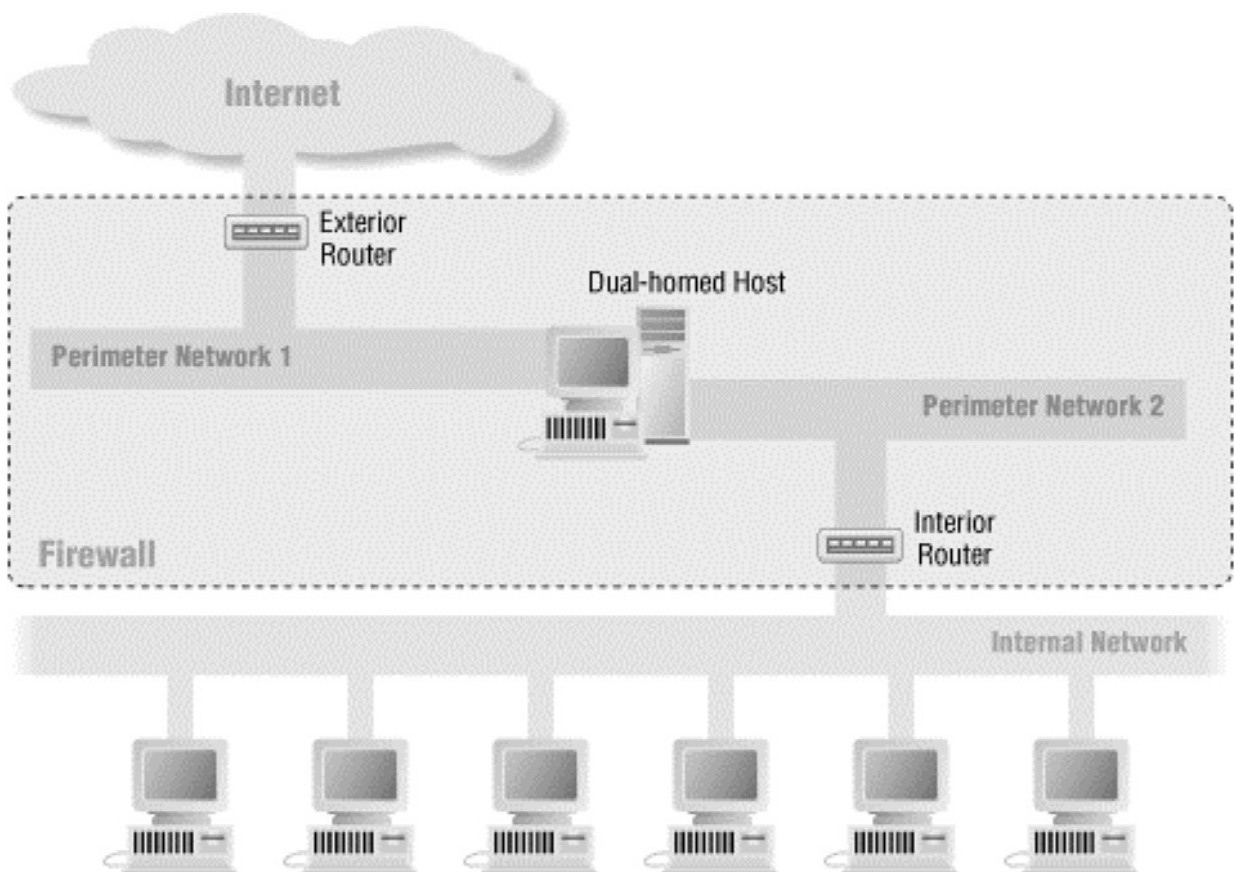 Internet
Exterior
Router
Dual-homed Host
Perimeter Network 1
Perimeter Network 2
Interior
Router
Firewall
Internal Network